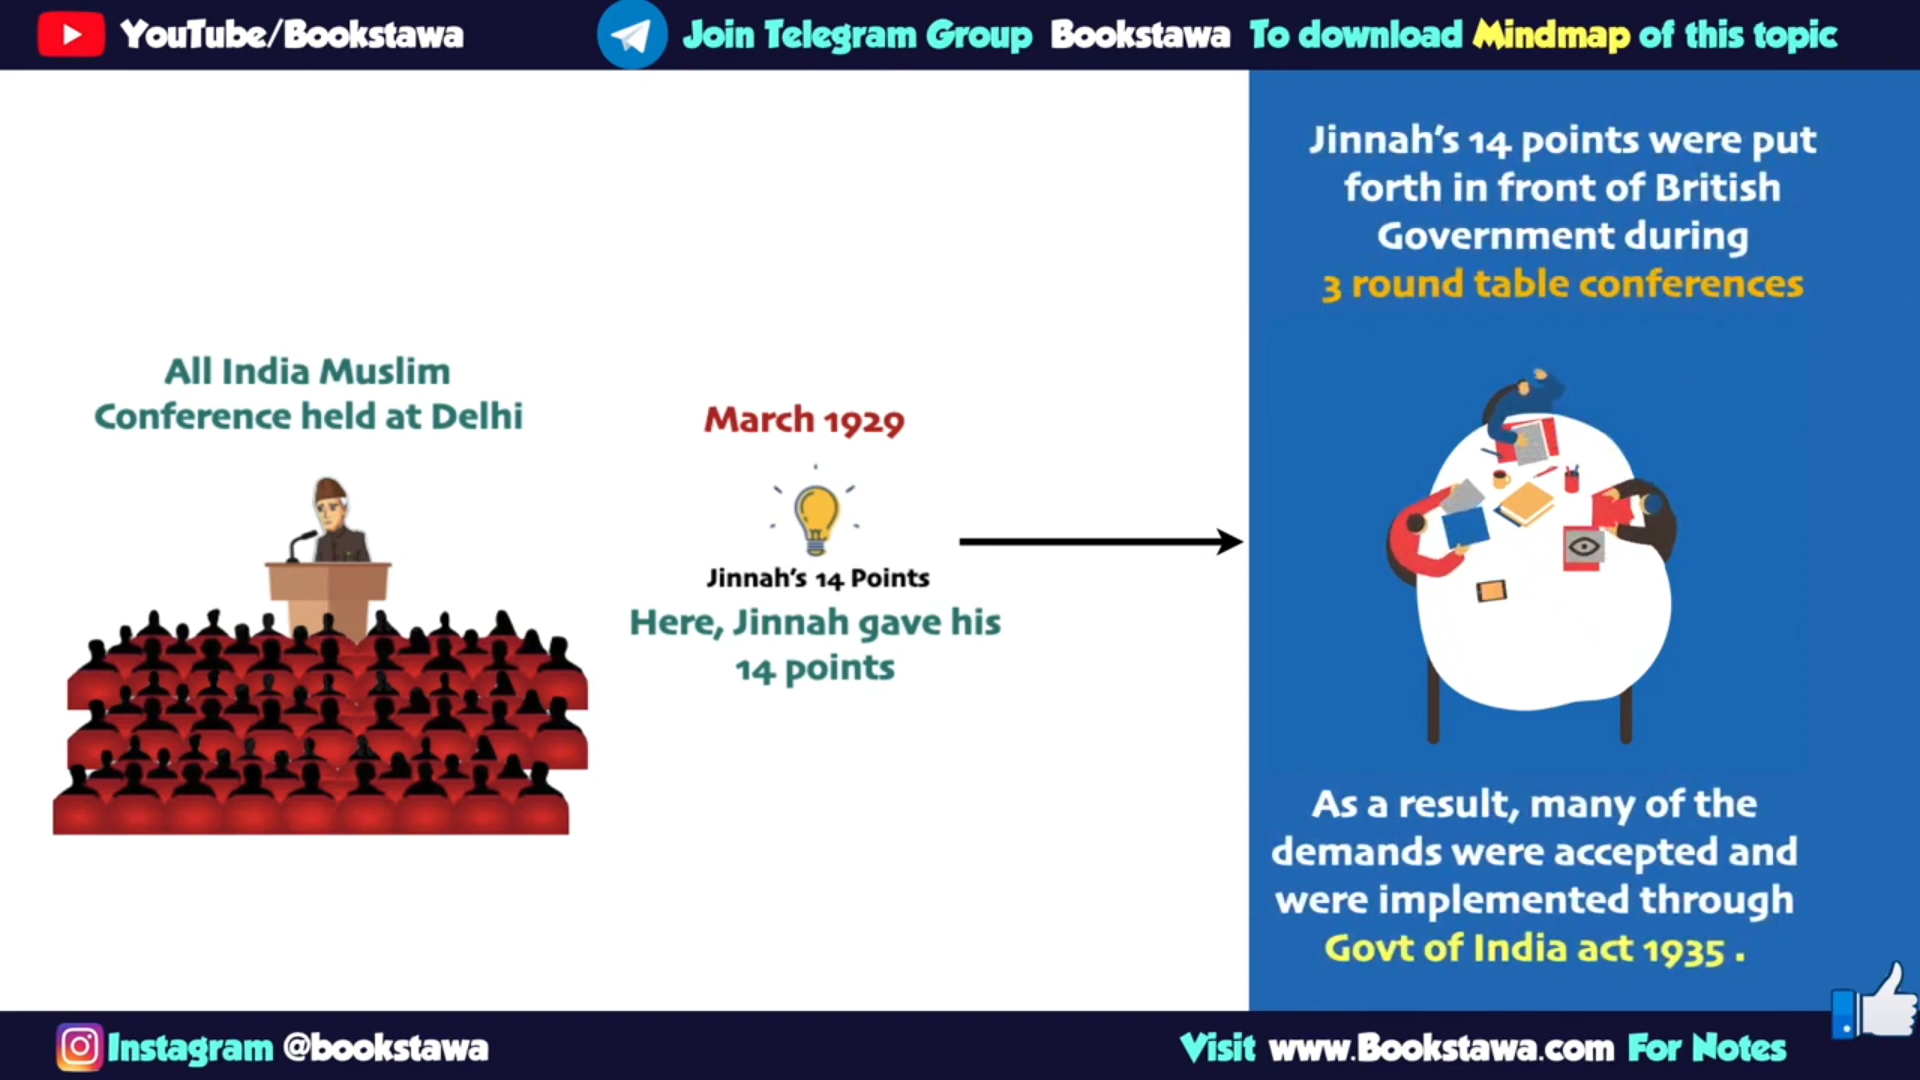 YouTube/Bookstawa
Join Telegram Group Bookstawa To download Mindmap of this topic
All India Muslim
Conference held at Delhi
March 1929
Jinnah's 14 Points
Here, Jinnah gave his
14 points
Jinnah's 14 points were put
forth in front of British
Government during
3 round table conferences
As a result, many of the
demands were accepted and
were implemented through
Govt of India act 1935 .
Instagram @bookstawa
Visit www.Bookstawa.com For Notes